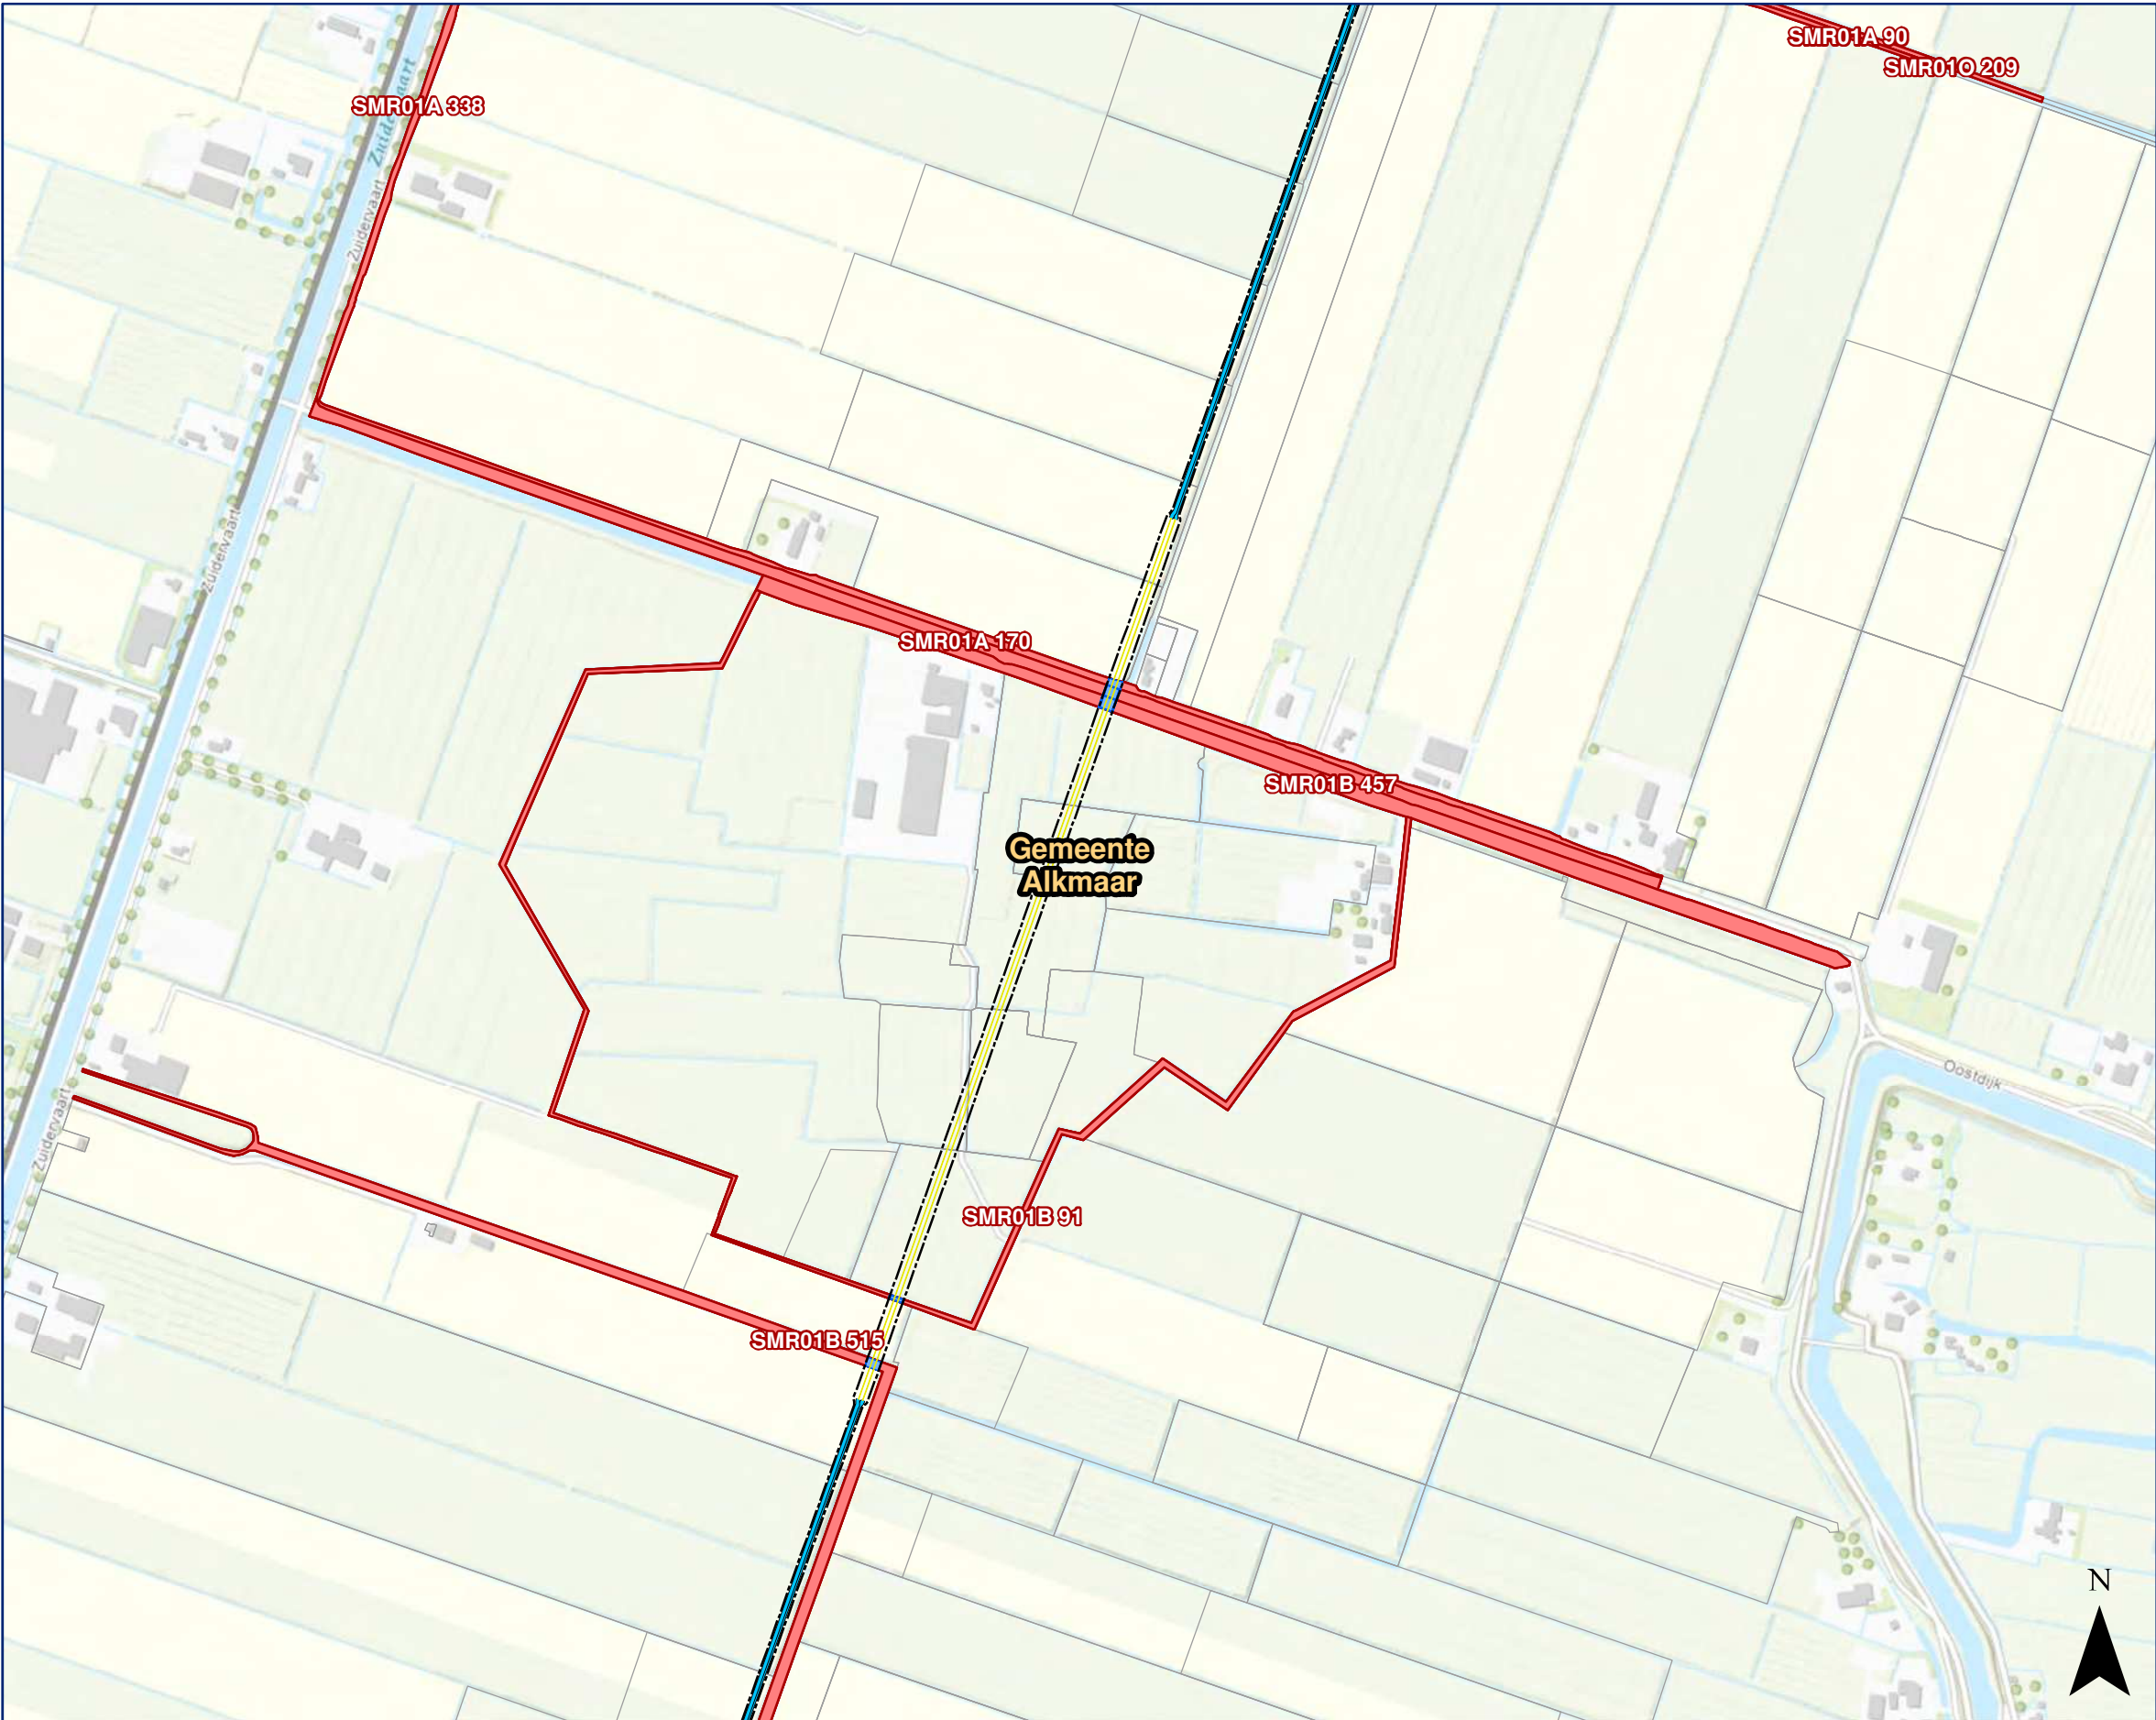 SMR01A 90
SMR01O 209
SMR01A 338
Zuidervaart
Zuidervaart
Zuidervaart
SMR01A 170
SMR01B 457
Gemeente
Alkmaar
Oostdijk
Zuidervaart
SMR01B 91
SMR01B 515
N